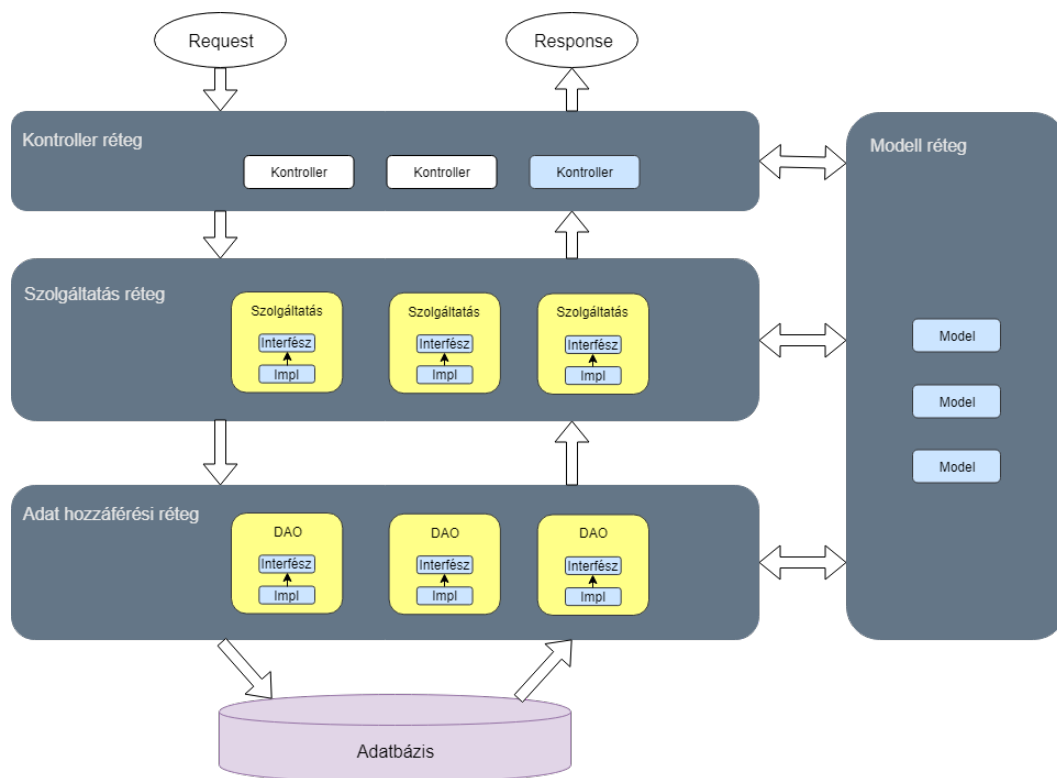 Request
Response
Kontroller réteg
Modell réteg
Kontroller
Kontroller
Kontroller
Szolgáltatás réteg
Szolgáltatás
Szolgáltatás
Szolgáltatás
Interfész
Interfész
Interfész
Impl
Impl
Impl
Model
Model
Model
Adat hozzáférési réteg
DAO
DAO
DAO
Interfész
Interfész
Interfész
Impl
Impl
Impl
Adatbázis